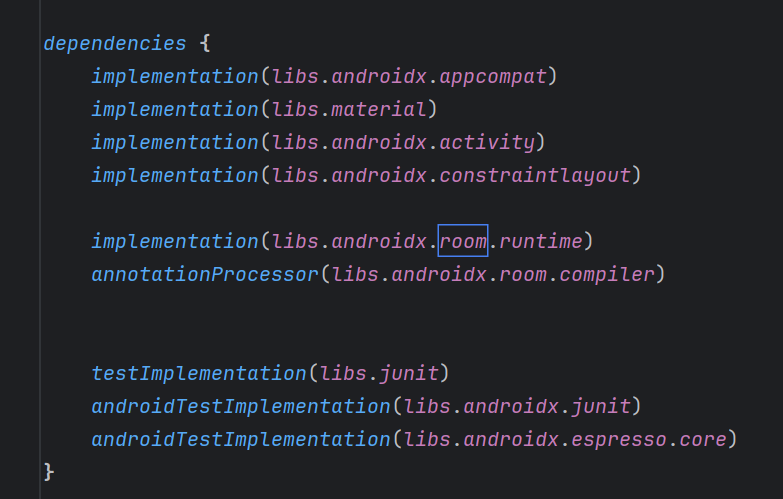 dependencies {
implementation(libs.androidx.appcompat)
implementation(libs.material)
implementation(libs.androidx.activity)
implementation(libs.androidx.constraintlayout)
implementation(libs.androidx.room.runtime)
annotationProcessor(libs.androidx.room.compiler)
testImplementation(libs.junit)
androidTestImplementation(libs.androidx.junit)
androidTestImplementation(libs.androidx.espresso.core)
}